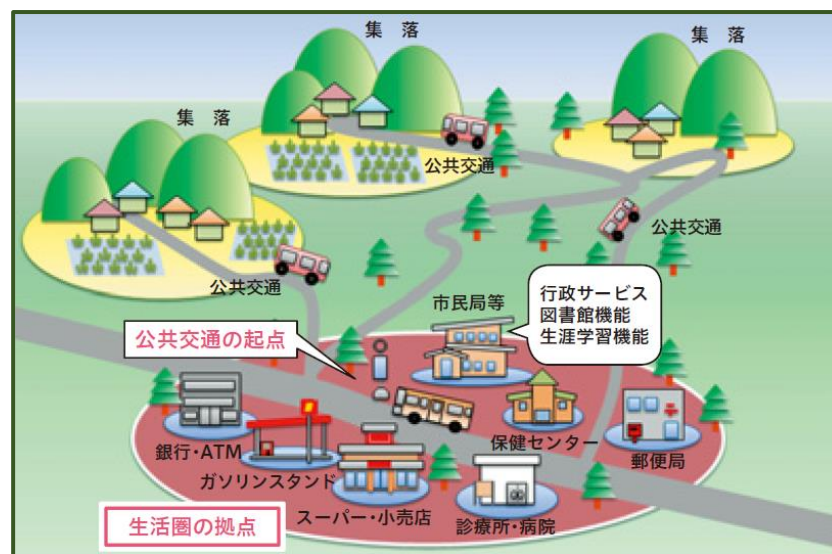 集 落
集 落
集 落
公共交通
公共交通
公共交通
市民局等
行政サービス
図書館機能
生涯学習機能
公共交通の起点
銀行・ATM
ガソリンスタンド
スーパー・小売店
診療所・病院
保健センター
郵便局
生活圏の拠点